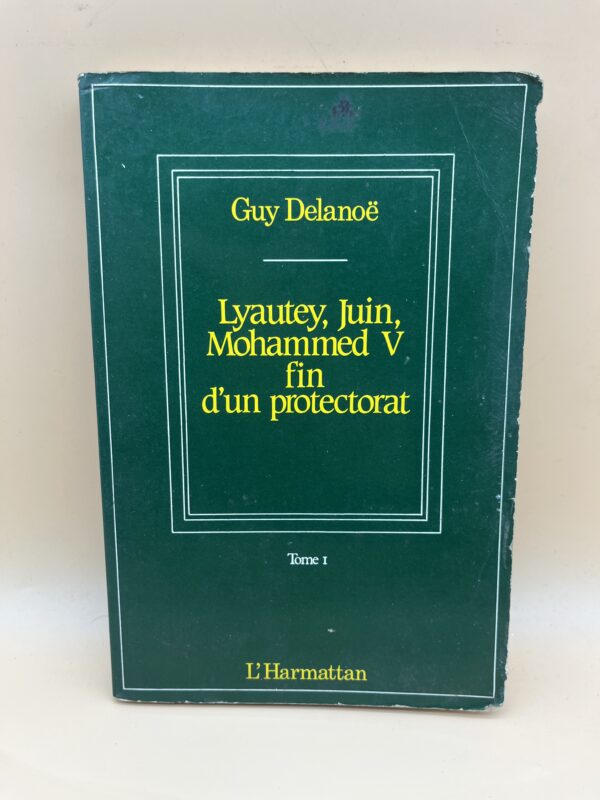 Guy Delanoë
Lyautey, Juin,
Mohammed V
fin
d'un protectorat
Tome I
L'Harmattan